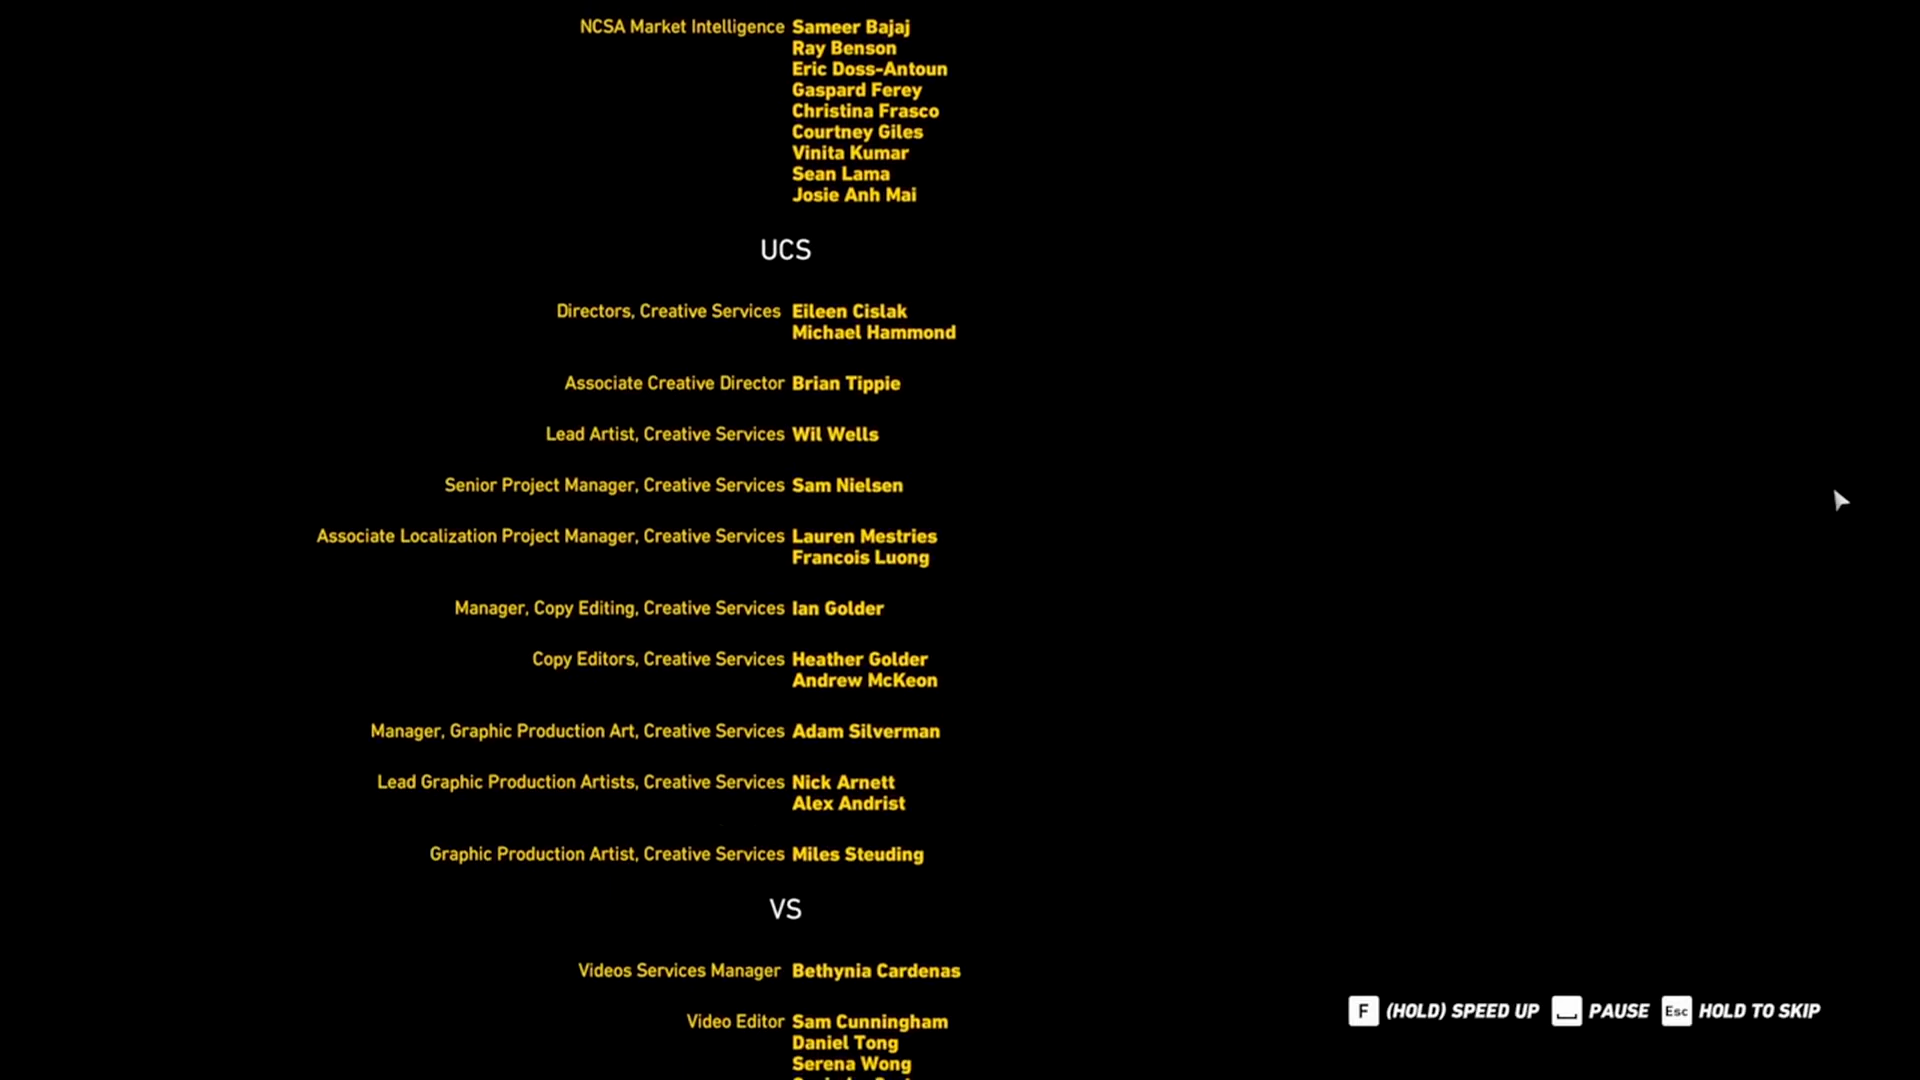 NCSA Market Intelligence Sameer Bajaj
Ray Benson
Eric Doss-Antoun
Gaspard Ferey
Christina Frasco
Courtney Giles
Vinita Kumar
Sean Lama
Josie Anh Mai
UCS
Directors, Creative Services Eileen Cislak
Michael Hammond
Associate Creative Director Brian Tippie
Lead Artist, Creative Services Wil Wells
Senior Project Manager, Creative Services Sam Nielsen
Associate Localization Project Manager, Creative Services Lauren Mestries
Francois Luong
Manager, Copy Editing, Creative Services Ian Golder
Copy Editors, Creative Services Heather Golder
Andrew McKeon
Manager, Graphic Production Art, Creative Services Adam Silverman
Lead Graphic Production Artists, Creative Services Nick Arnett
Alex Andrist
Graphic Production Artist, Creative Services Miles Steuding
VS
Videos Services Manager Bethynia Cardenas
Video Editor Sam Cunningham
Daniel Tong
Serena Wong
F (HOLD) SPEED UP PAUSE Esc HOLD TO SKIP